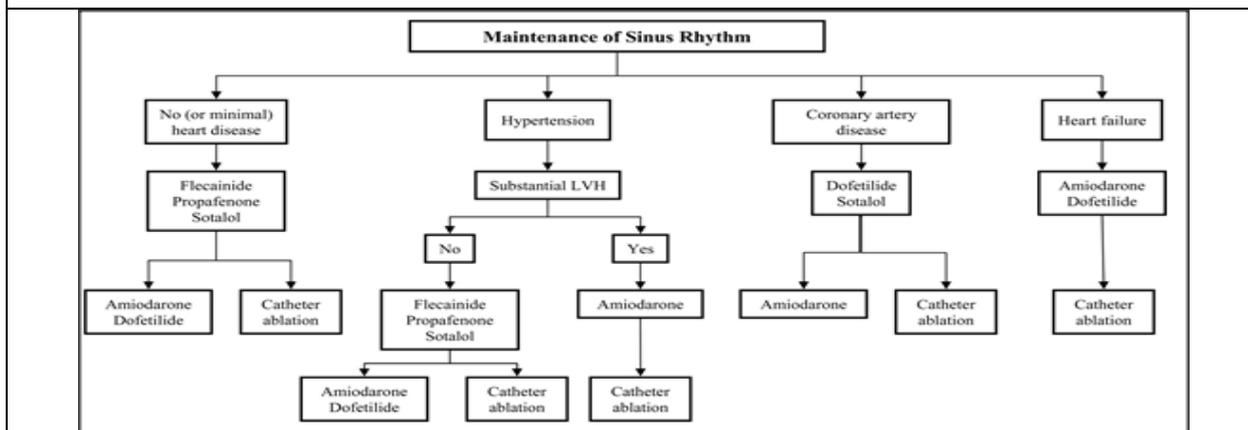 Maintenance of Sinus Rhythm
No (or minimal)
heart disease
Hypertension
Coronary artery
disease
Heart failure
Flecainide
Propafenone
Sotalol
Substantial LVH
Dofetilide
Sotalol
Amiodarone
Dofetilide
No
Yes
Amiodarone
Dofetilide
Catheter
ablation
Flecainide
Propafenone
Sotalol
Amiodarone
Amiodarone
Catheter
ablation
Catheter
ablation
Amiodarone
Dofetilide
Catheter
ablation
Catheter
ablation